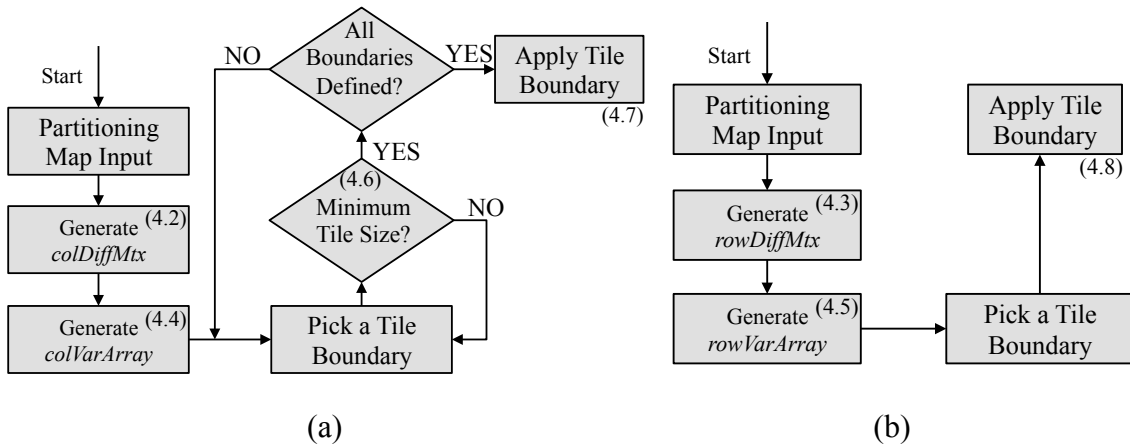 Start
Partitioning
Map Input
Generate (4.2)
colDiffMtx
Generate (4.4)
colVarArray
Pick a Tile
Boundary
(4.6)
Minimum
Tile Size?
NO
YES
All
Boundaries
Defined?
NO
YES
Apply Tile
Boundary
(4.7)
(a)
Start
Partitioning
Map Input
Generate (4.3)
rowDiffMtx
Generate (4.5)
rowVarArray
Pick a Tile
Boundary
Apply Tile
Boundary
(4.8)
(b)